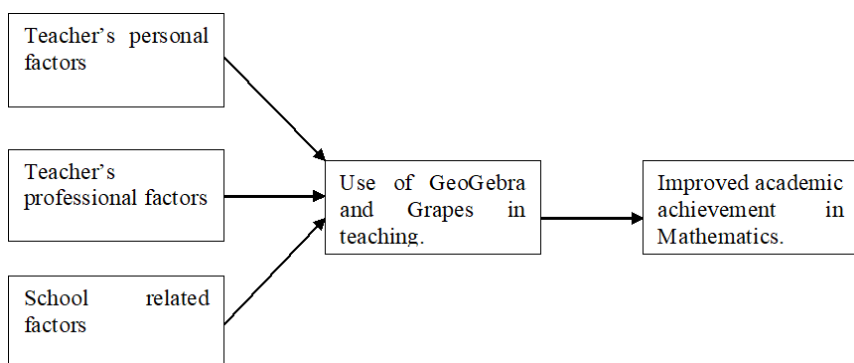 Teacher's personal
factors
Teacher's
professional factors
School related
factors
Use of GeoGebra
and Grapes in
teaching.
Improved academic
achievement in
Mathematics.